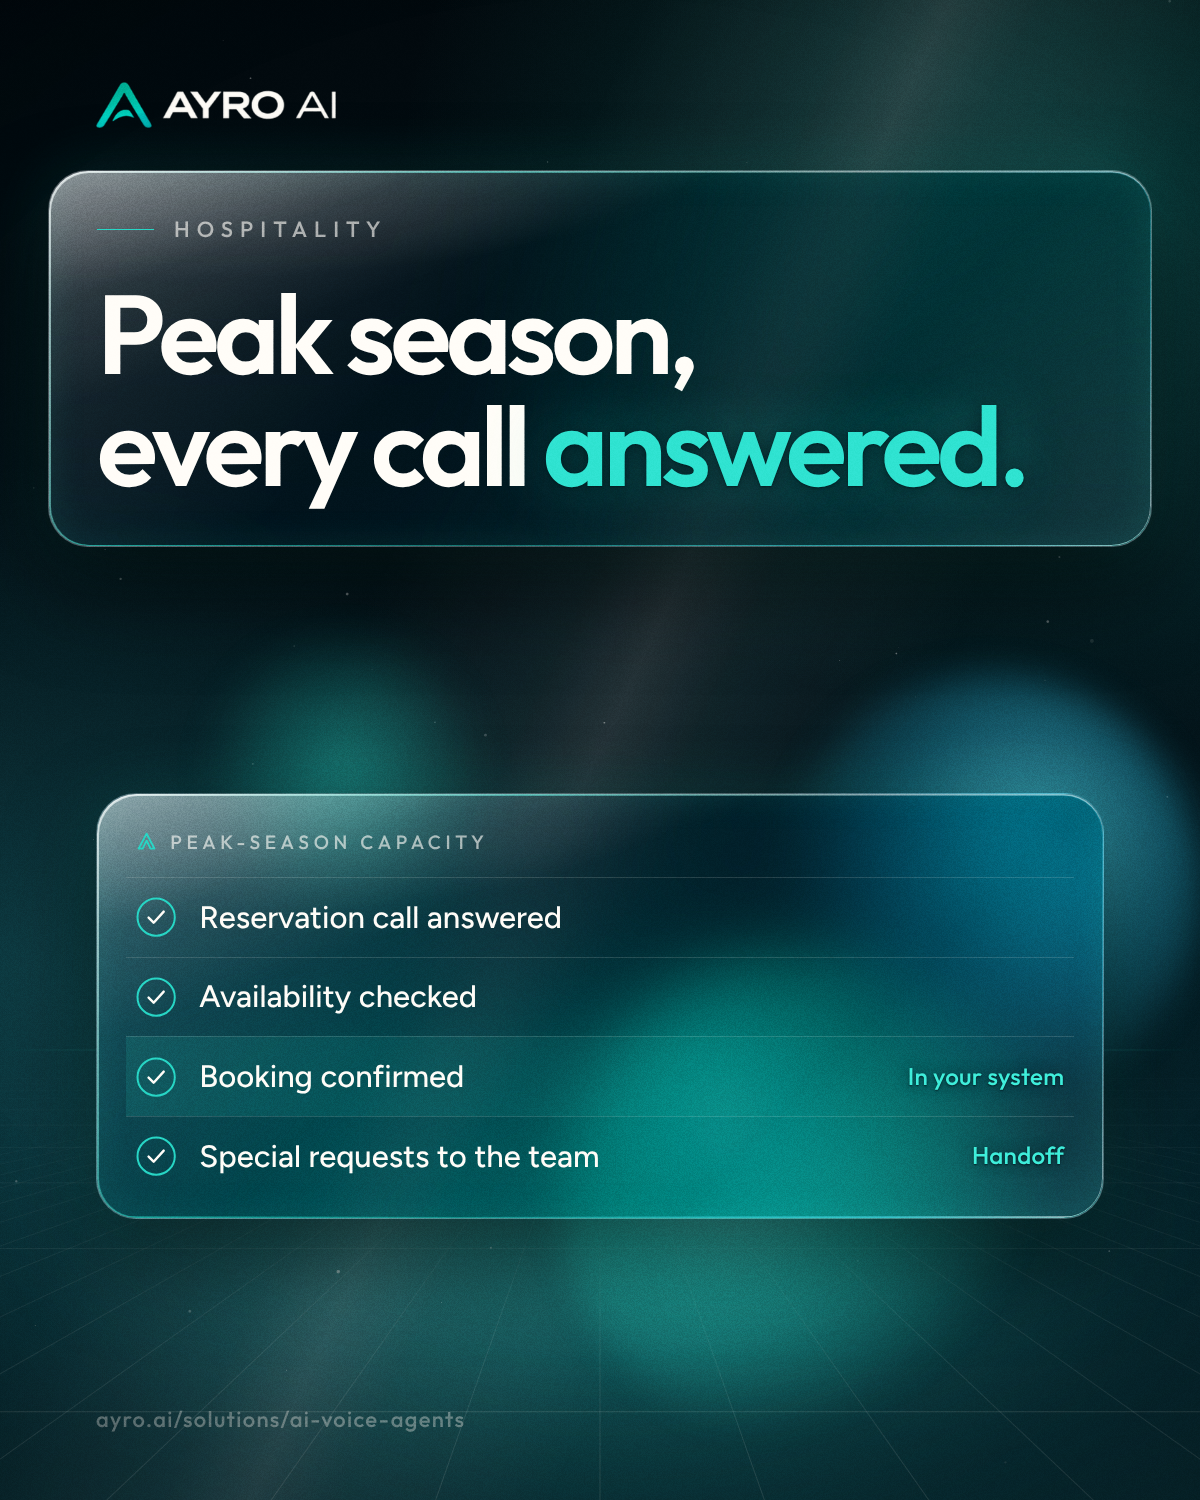 AYRO AI
HOSPITALITY
Peak season,
every call answered.
PEAK-SEASON CAPACITY
Reservation call answered
Availability checked
Booking confirmed In your system
Special requests to the team Handoff
ayro.ai/solutions/ai-voice-agents